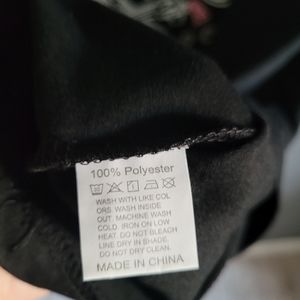 100% Polyester
WASH WITH LIKE COL
ORS. WASH INSIDE
OUT. MACHINE WASH
COLD. IRON ON LOW
HEAT. DO NOT BLEACH
LINE DRY IN SHADE.
DO NOT DRY CLEAN.
MADE IN CHINA